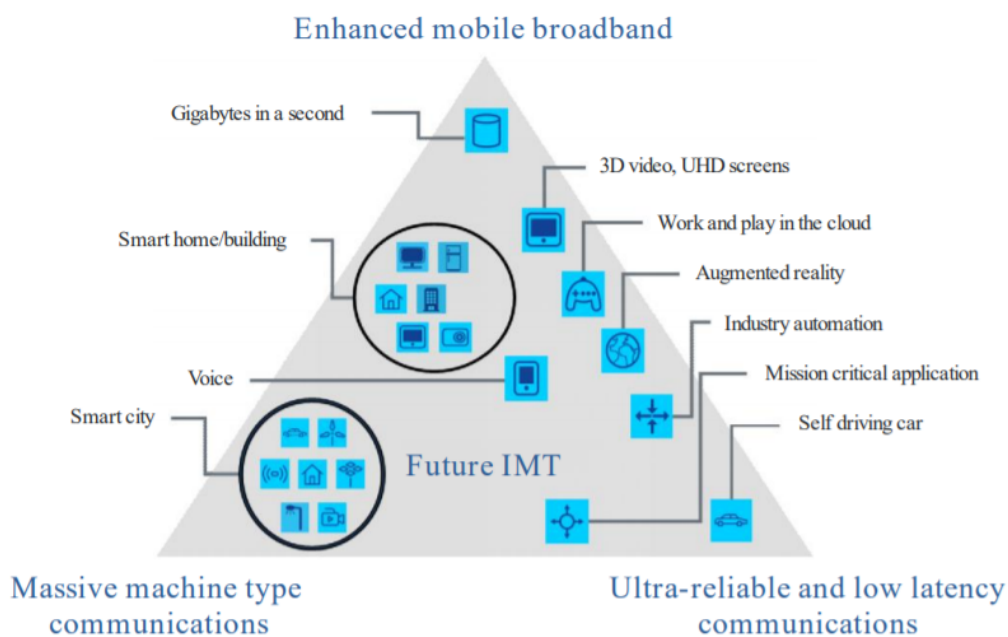 Enhanced mobile broadband
Gigabytes in a second
3D video, UHD screens
Work and play in the cloud
Smart home/building
Augmented reality
Industry automation
Voice
Mission critical application
Smart city
Self driving car
Future IMT
Massive machine type
communications
Ultra-reliable and low latency
communications